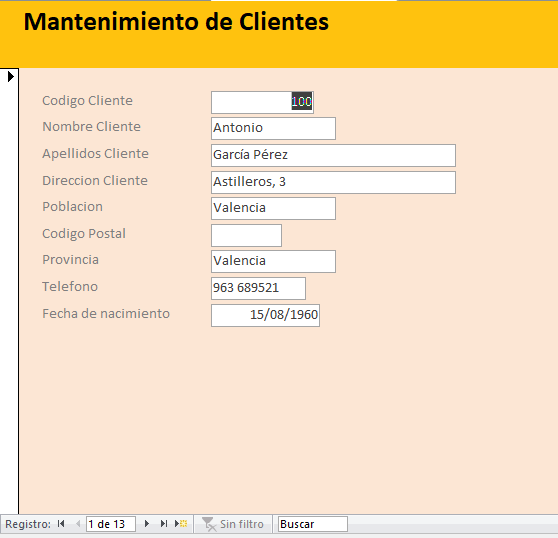 Mantenimiento de Clientes
Codigo Cliente 100
Nombre Cliente Antonio
Apellidos Cliente García Pérez
Direccion Cliente Astilleros, 3
Poblacion Valencia
Codigo Postal
Provincia Valencia
Telefono 963 689521
Fecha de nacimiento 15/08/1960
Registro: 1 de 13 Sin filtro Buscar